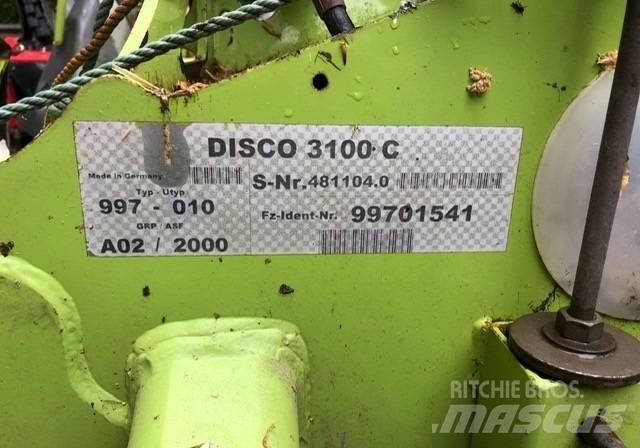 DISCO 3100 C
Made in Germany
S-Nr. 481104.0
Typ - Utyp
997 - 010
Fz-Ident-Nr. 99701541
GRP / ASF
A02 / 2000
RITCHIE BROS.
MASCUS